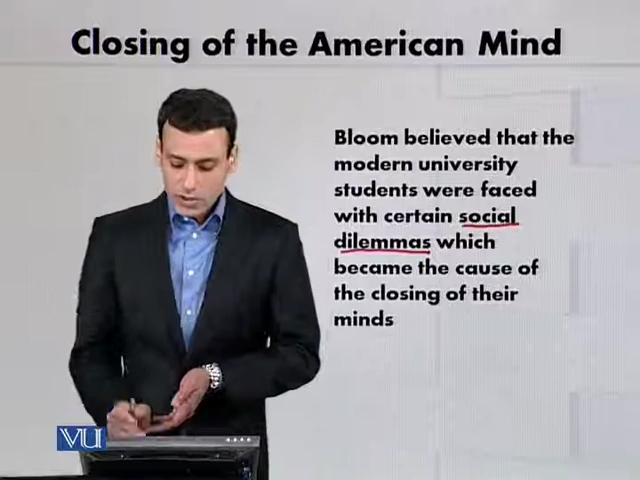 Closing of the American Mind
Bloom believed that the
modern university
students were faced
with certain social
dilemmas which
became the cause of
the closing of their
minds
VU